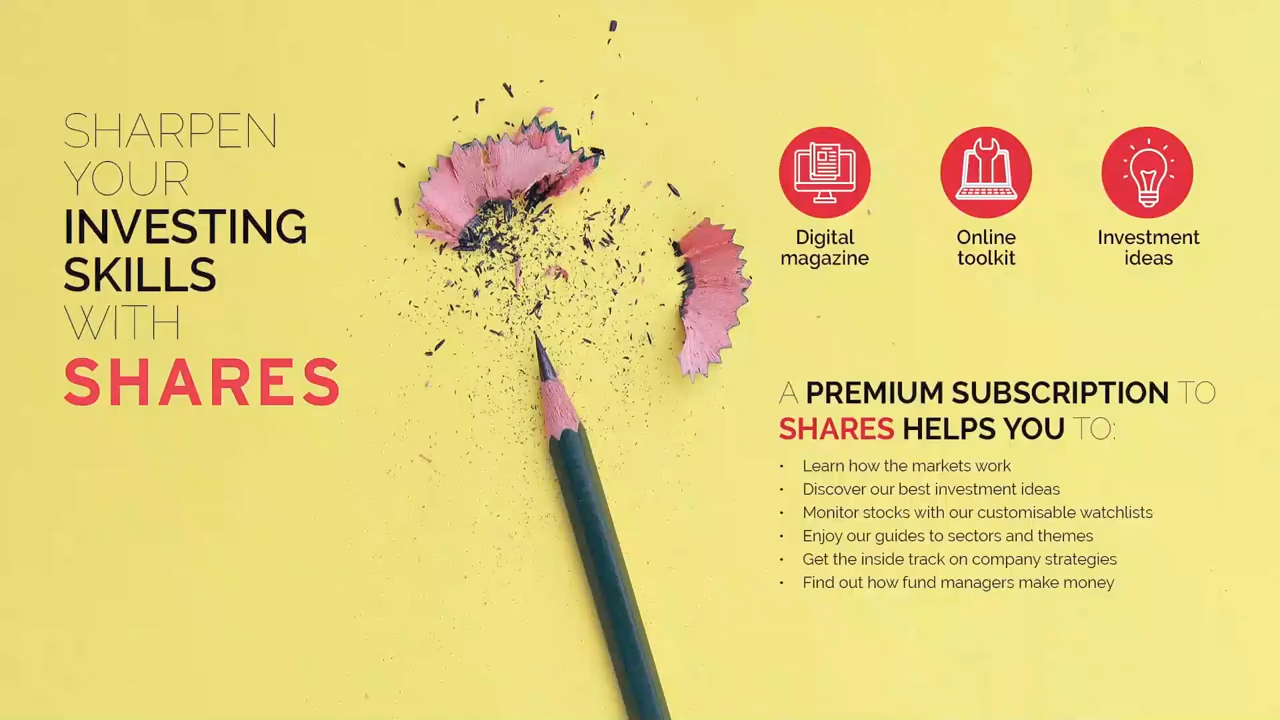 SHARPEN
YOUR
INVESTING
SKILLS
WITH
SHARES
Digital
magazine
Online
toolkit
Investment
ideas
A PREMIUM SUBSCRIPTION TO
SHARES HELPS YOU TO:
• Learn how the markets work
• Discover our best investment ideas
• Monitor stocks with our customisable watchlists
• Enjoy our guides to sectors and themes
• Get the inside track on company strategies
• Find out how fund managers make money